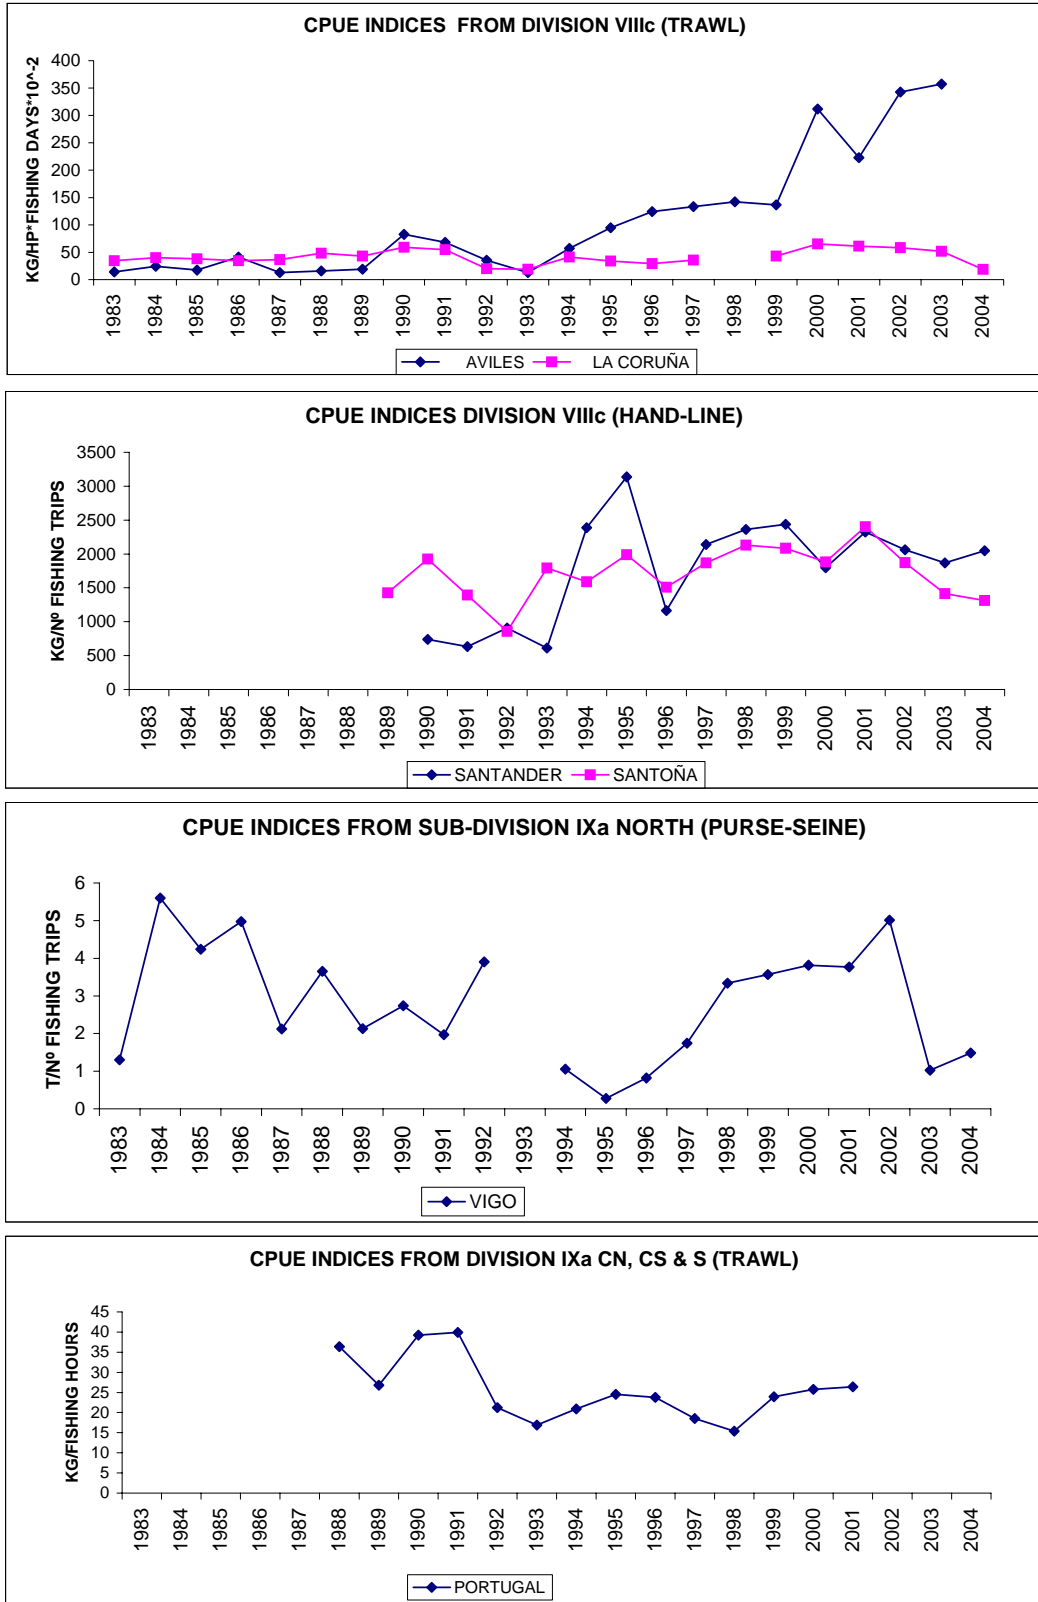 CPUE INDICES FROM DIVISION VIIIc (TRAWL)
KG/HP*FISHING DAYS*10^-2
400
350
300
250
200
150
100
50
0
1983 1984 1985 1986 1987 1988 1989 1990 1991 1992 1993 1994 1995 1996 1997 1998 1999 2000 2001 2002 2003 2004
AVILES LA CORUÑA
CPUE INDICES DIVISION VIIIc (HAND-LINE)
KG/Nº FISHING TRIPS
3500
3000
2500
2000
1500
1000
500
0
1983 1984 1985 1986 1987 1988 1989 1990 1991 1992 1993 1994 1995 1996 1997 1998 1999 2000 2001 2002 2003 2004
SANTANDER SANTOÑA
CPUE INDICES FROM SUB-DIVISION IXa NORTH (PURSE-SEINE)
T/Nº FISHING TRIPS
6
5
4
3
2
1
0
1983 1984 1985 1986 1987 1988 1989 1990 1991 1992 1993 1994 1995 1996 1997 1998 1999 2000 2001 2002 2003 2004
VIGO
CPUE INDICES FROM DIVISION IXa CN, CS & S (TRAWL)
KG/FISHING HOURS
45
40
35
30
25
20
15
10
5
0
1983 1984 1985 1986 1987 1988 1989 1990 1991 1992 1993 1994 1995 1996 1997 1998 1999 2000 2001 2002 2003 2004
PORTUGAL